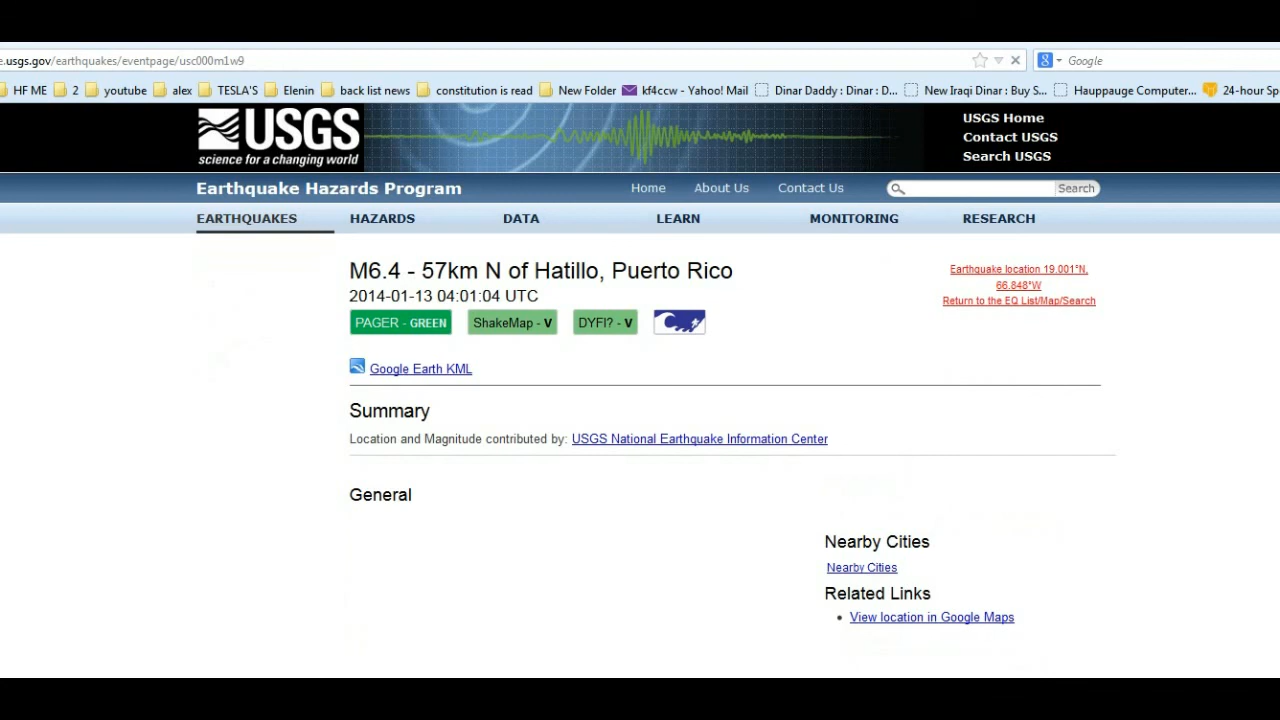 e.usgs.gov/earthquakes/eventpage/usc000m1w9
Google
HF ME 2 youtube alex TESLA'S Elenin back list news constitution is read New Folder kf4ccw - Yahoo! Mail Dinar Daddy : Dinar : D... New Iraqi Dinar : Buy S... Hauppauge Computer... 24-hour Sp
USGS
science for a changing world
USGS Home
Contact USGS
Search USGS
Earthquake Hazards Program Home About Us Contact Us Search
EARTHQUAKES HAZARDS DATA LEARN MONITORING RESEARCH
M6.4 - 57km N of Hatillo, Puerto Rico
2014-01-13 04:01:04 UTC
PAGER - GREEN ShakeMap - V DYFI? - V
Earthquake location 19.001°N,
66.848°W
Return to the EQ List/Map/Search
Google Earth KML
Summary
Location and Magnitude contributed by: USGS National Earthquake Information Center
General
Nearby Cities
Nearby Cities
Related Links
• View location in Google Maps